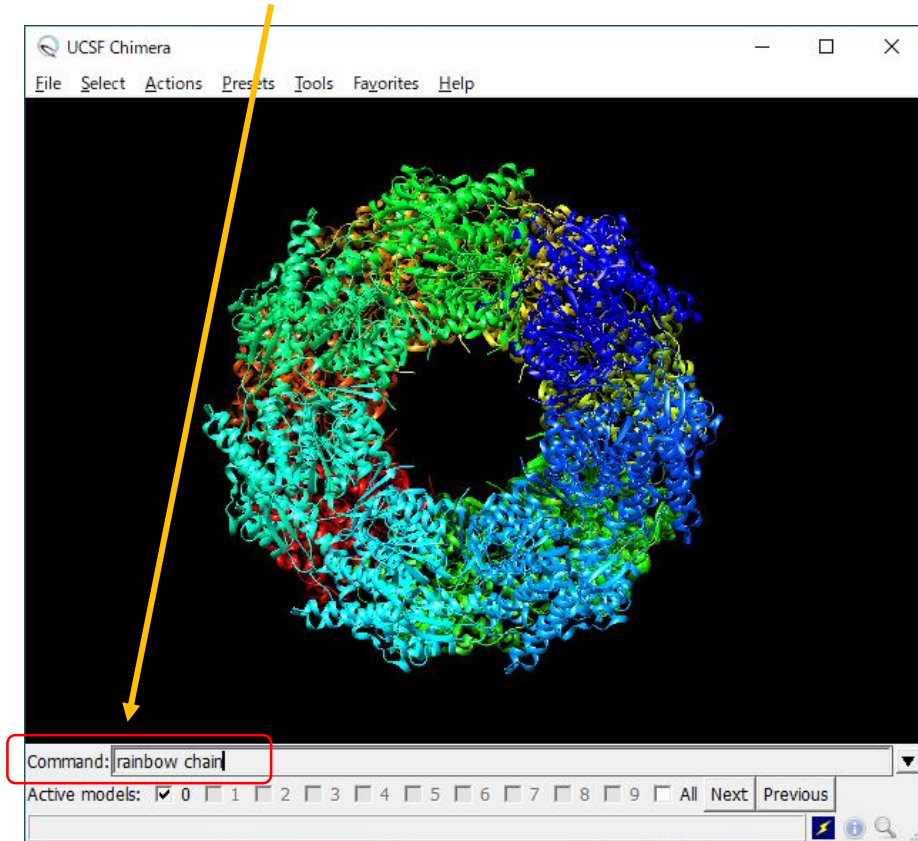 UCSF Chimera
File Select Actions Presets Tools Favorites Help
Command: rainbow chain
Active models: 0 1 2 3 4 5 6 7 8 9 All Next Previous